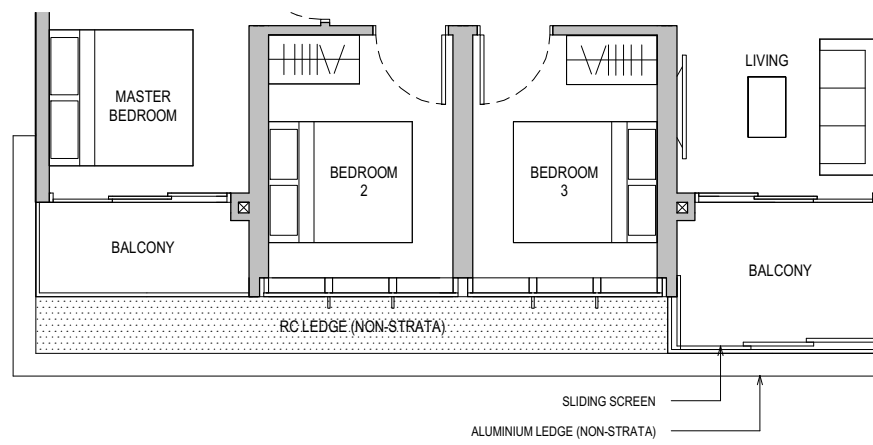 MASTER
BEDROOM
BEDROOM
2
BEDROOM
3
LIVING
BALCONY
BALCONY
RC LEDGE (NON-STRATA)
SLIDING SCREEN
ALUMINIUM LEDGE (NON-STRATA)